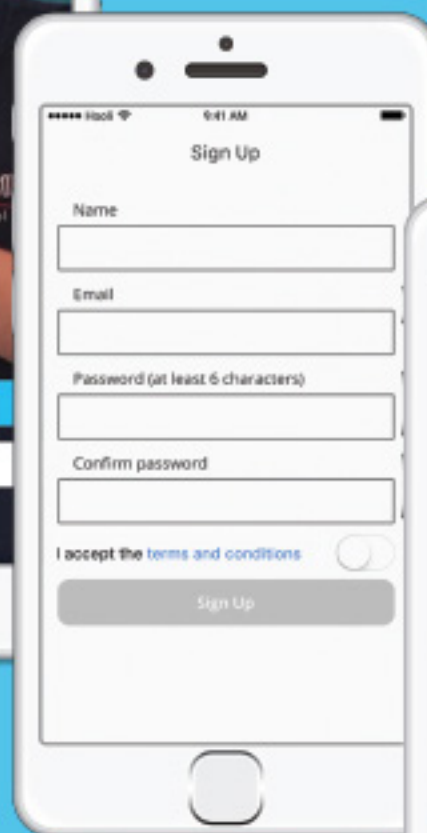 Hooli 9:41 AM
Sign Up
Name
Email
Password (at least 6 characters)
Confirm password
I accept the terms and conditions
Sign Up